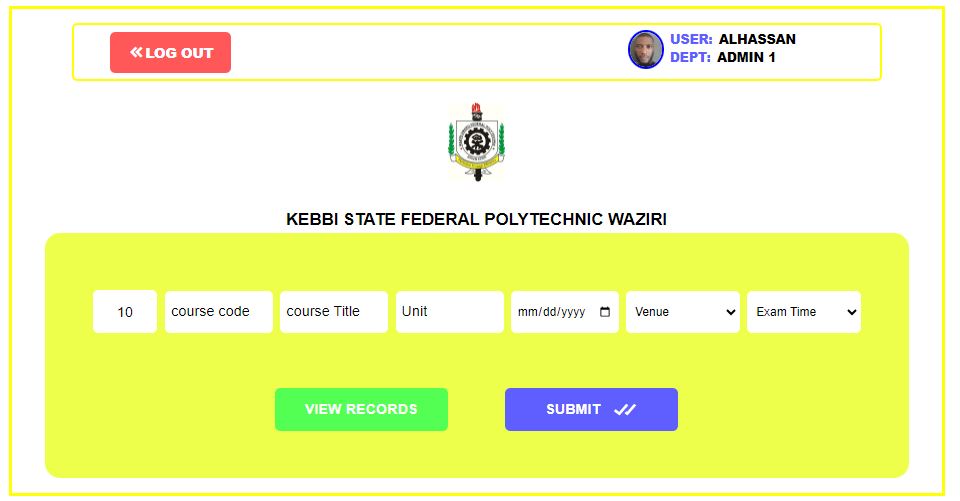 LOG OUT
USER: ALHASSAN
DEPT: ADMIN 1
KEBBI STATE FEDERAL POLYTECHNIC WAZIRI
10 course code course Title Unit mm/dd/yyyy Venue Exam Time
VIEW RECORDS SUBMIT